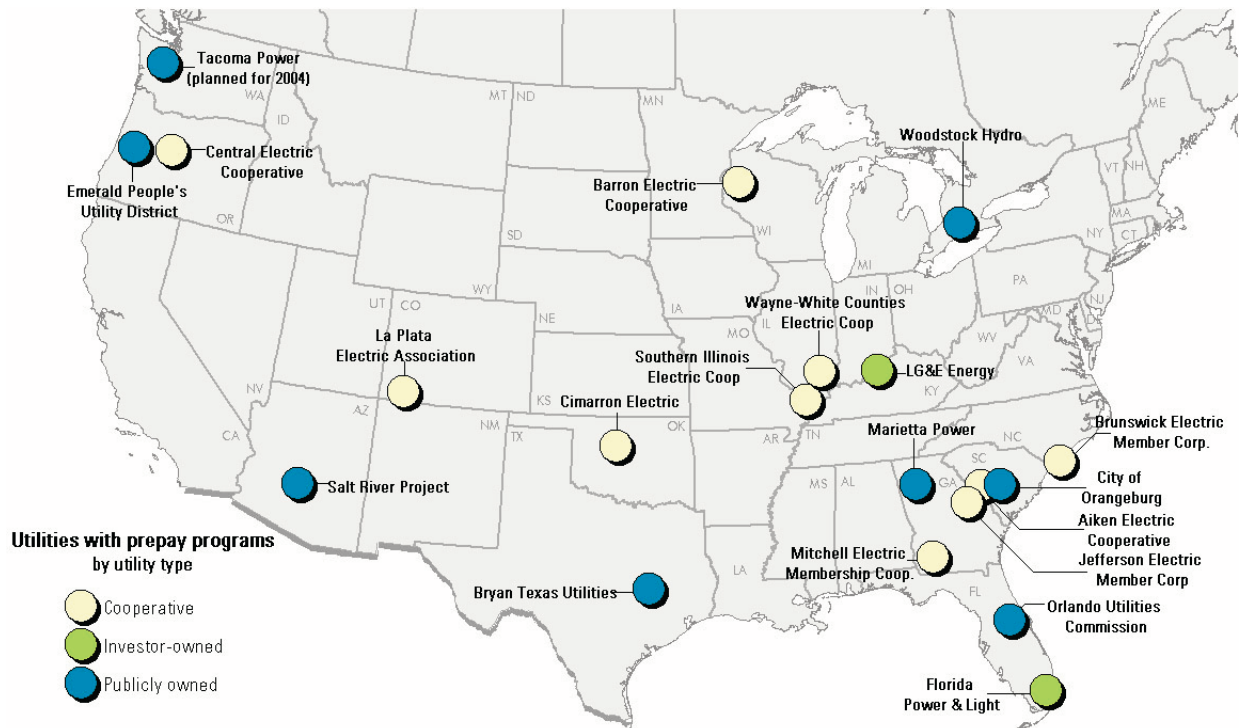 Tacoma Power
(planned for 2004)
WA
MT
ND
MN
ME
ID
Central Electric
Cooperative
Emerald People's
Utility District
OR
Woodstock Hydro
Barron Electric
Cooperative
VT
NH
SD
WI
MI
NY
MA
CT
WY
IA
NE
UT
CO
IN
OH
PA
NJ
MD
DE
Wayne-White Counties
Electric Coop
IL
MO
La Plata
Electric Association
Southern Illinois
Electric Coop
WV
VA
LG&E Energy
KY
NV
CA
AZ
NM
KS
Cimarron Electric
OK
TX
AR
TN
Marietta Power
NC
Brunswick Electric
Member Corp.
SC
MS
AL
GA
City of
Orangeburg
Salt River Project
Aiken Electric
Cooperative
Jefferson Electric
Member Corp
Mitchell Electric
Membership Coop.
LA
Bryan Texas Utilities
FL
Orlando Utilities
Commission
Florida
Power & Light
Utilities with prepay programs
by utility type
Cooperative
Investor-owned
Publicly owned